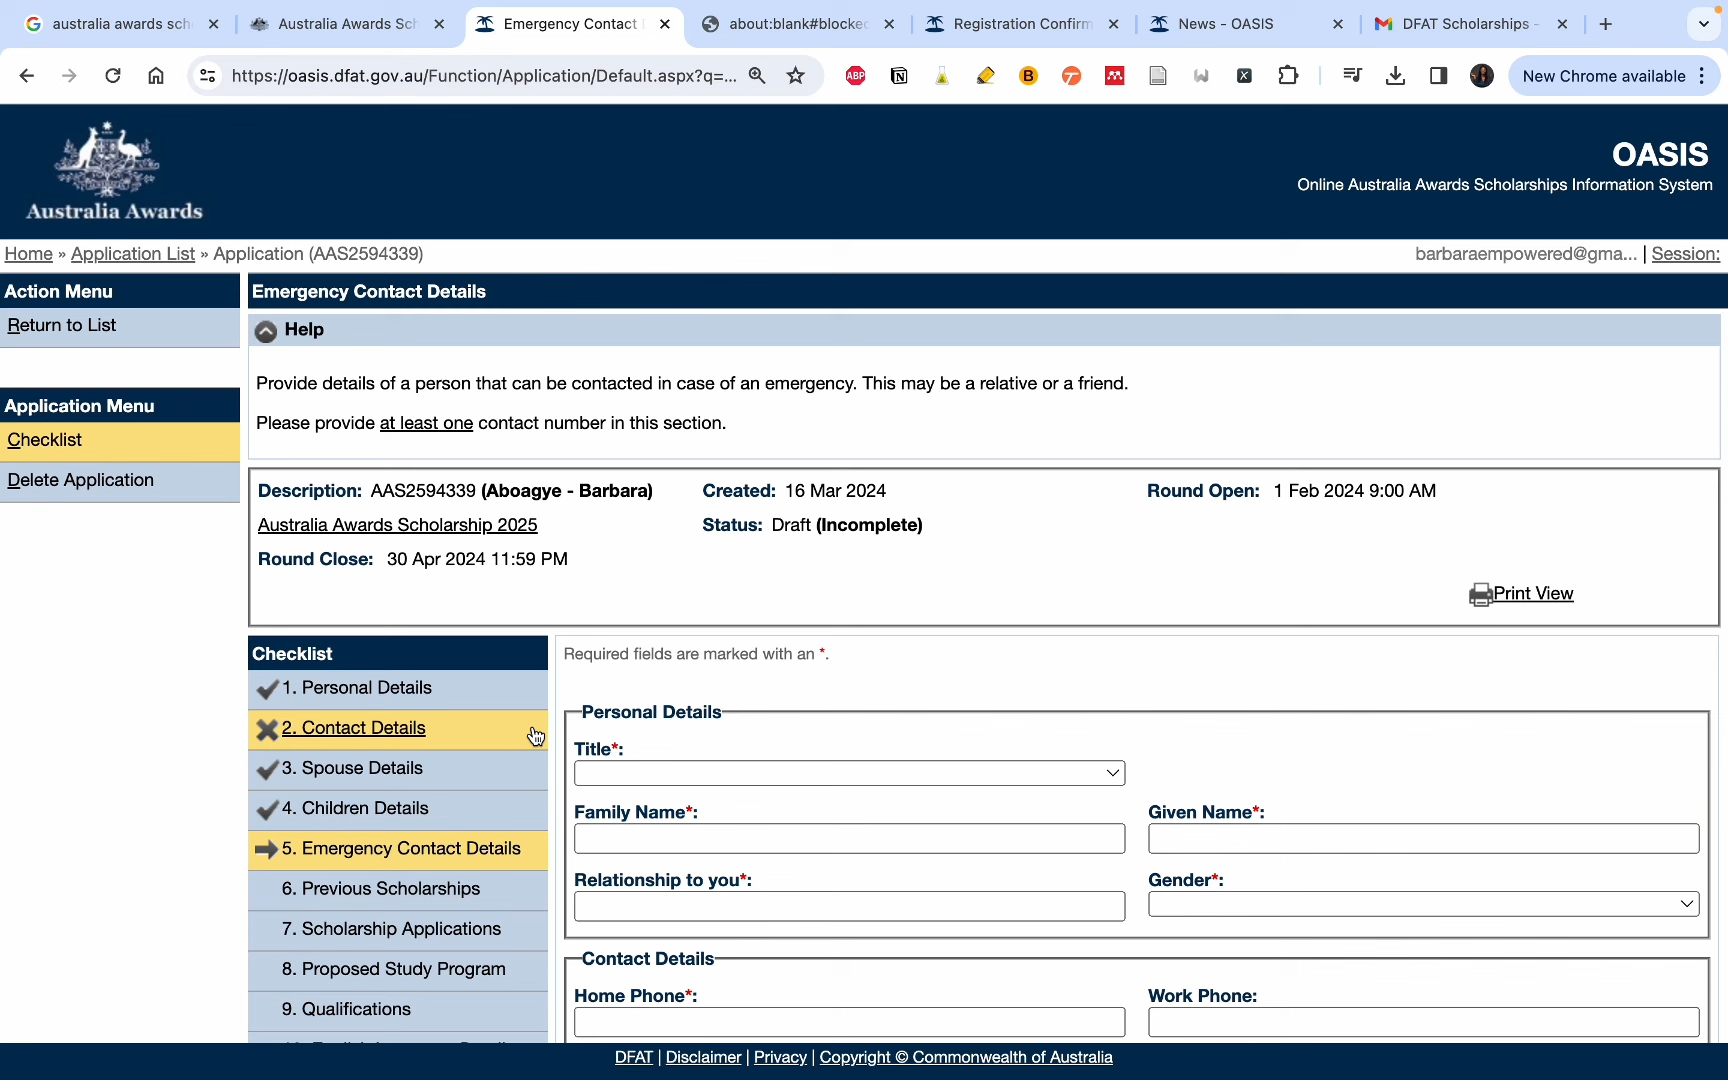 australia awards sch
Australia Awards Sch
Emergency Contact
about:blank#blocked
Registration Confirm
News - OASIS
DFAT Scholarships -
https://oasis.dfat.gov.au/Function/Application/Default.aspx?q=...
ABP
New Chrome available
OASIS
Online Australia Awards Scholarships Information System
Australia Awards
Home » Application List » Application (AAS2594339)
barbaraempowered@gma... | Session:
Action Menu
Return to List
Application Menu
Checklist
Delete Application
Emergency Contact Details
Help
Provide details of a person that can be contacted in case of an emergency. This may be a relative or a friend.
Please provide at least one contact number in this section.
Description: AAS2594339 (Aboagye - Barbara)
Created: 16 Mar 2024
Round Open: 1 Feb 2024 9:00 AM
Australia Awards Scholarship 2025
Status: Draft (Incomplete)
Round Close: 30 Apr 2024 11:59 PM
Print View
Checklist
1. Personal Details
2. Contact Details
3. Spouse Details
4. Children Details
5. Emergency Contact Details
6. Previous Scholarships
7. Scholarship Applications
8. Proposed Study Program
9. Qualifications
Required fields are marked with an *.
Personal Details
Title*:
Family Name*:
Given Name*:
Relationship to you*:
Gender*:
Contact Details
Home Phone*:
Work Phone:
DFAT | Disclaimer | Privacy | Copyright © Commonwealth of Australia